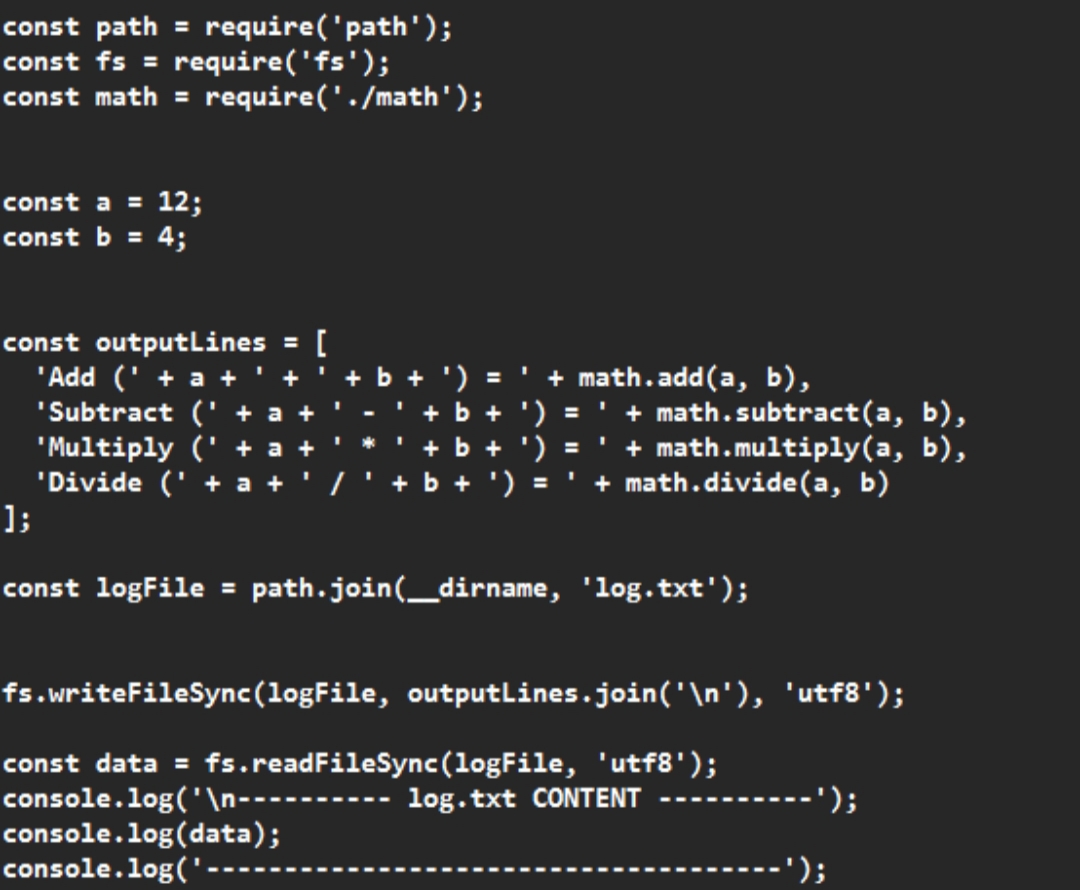 const path = require('path');
const fs = require('fs');
const math = require('./math');
const a = 12;
const b = 4;
const outputLines = [
  'Add (' + a + ' + ' + b + ') = ' + math.add(a, b),
  'Subtract (' + a + ' - ' + b + ') = ' + math.subtract(a, b),
  'Multiply (' + a + ' * ' + b + ') = ' + math.multiply(a, b),
  'Divide (' + a + ' / ' + b + ') = ' + math.divide(a, b)
];
const logFile = path.join(__dirname, 'log.txt');
fs.writeFileSync(logFile, outputLines.join('\n'), 'utf8');
const data = fs.readFileSync(logFile, 'utf8');
console.log('\n---------- log.txt CONTENT ----------');
console.log(data);
console.log('-------------------------------------');